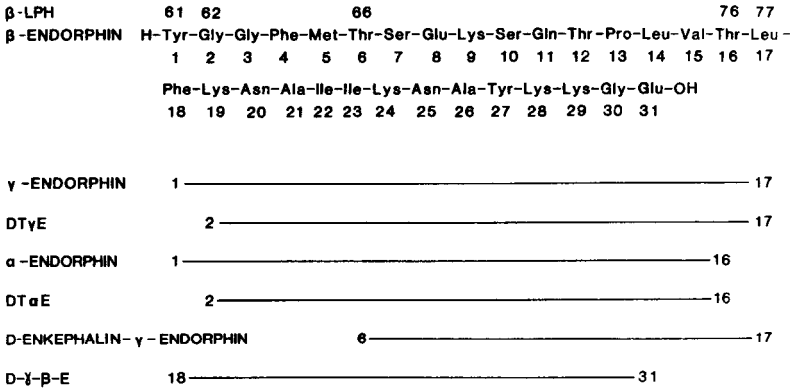 β-LPH 61 62 66 76 77
β-ENDORPHIN H-Tyr-Gly-Gly-Phe-Met-Thr-Ser-Glu-Lys-Ser-Gln-Thr-Pro-Leu-Val-Thr-Leu-
1 2 3 4 5 6 7 8 9 10 11 12 13 14 15 16 17
Phe-Lys-Asn-Ala-Ile-Ile-Lys-Asn-Ala-Tyr-Lys-Lys-Gly-Glu-OH
18 19 20 21 22 23 24 25 26 27 28 29 30 31
γ-ENDORPHIN 1 17
DTγE 2 17
α-ENDORPHIN 1 16
DTαE 2 16
D-ENKEPHALIN-γ-ENDORPHIN 6 17
D-γ-β-E 18 31